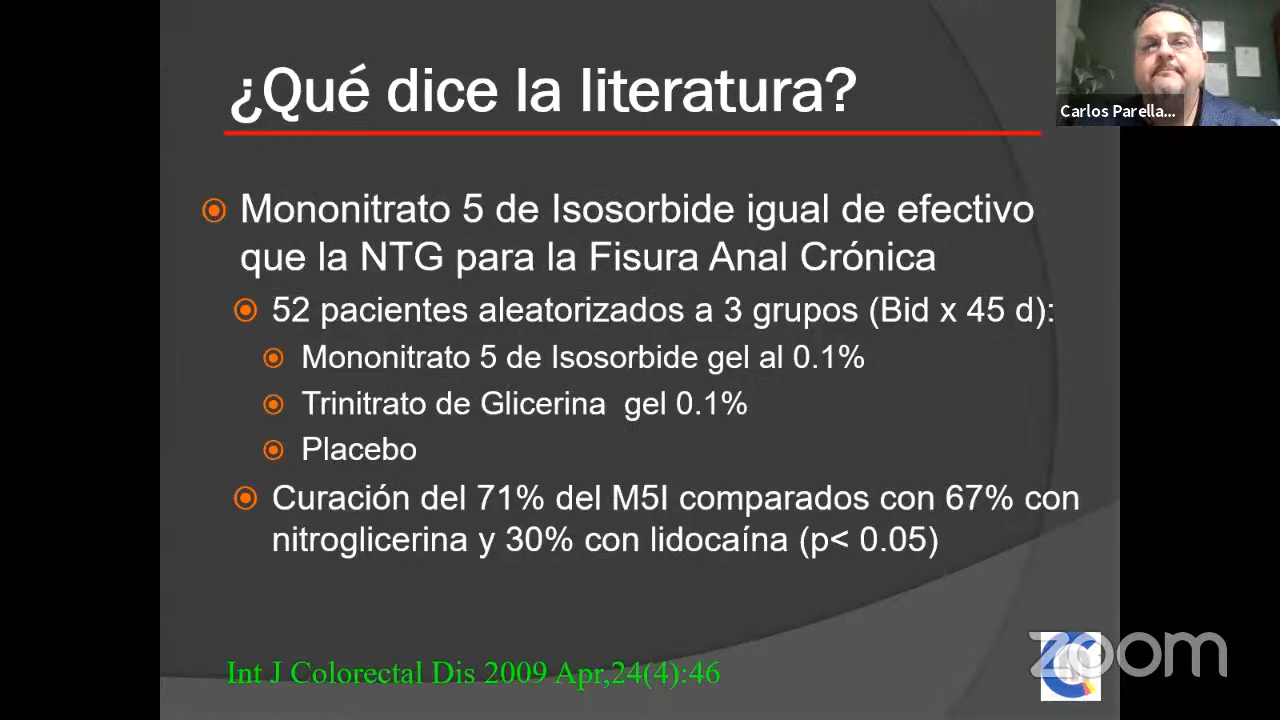 ¿Qué dice la literatura?
Carlos Parella...
Mononitrato 5 de Isosorbide igual de efectivo
que la NTG para la Fisura Anal Crónica
52 pacientes aleatorizados a 3 grupos (Bid x 45 d):
Mononitrato 5 de Isosorbide gel al 0.1%
Trinitrato de Glicerina gel 0.1%
Placebo
Curación del 71% del M5I comparados con 67% con
nitroglicerina y 30% con lidocaína (p< 0.05)
Int J Colorectal Dis 2009 Apr,24(4):46
zoom